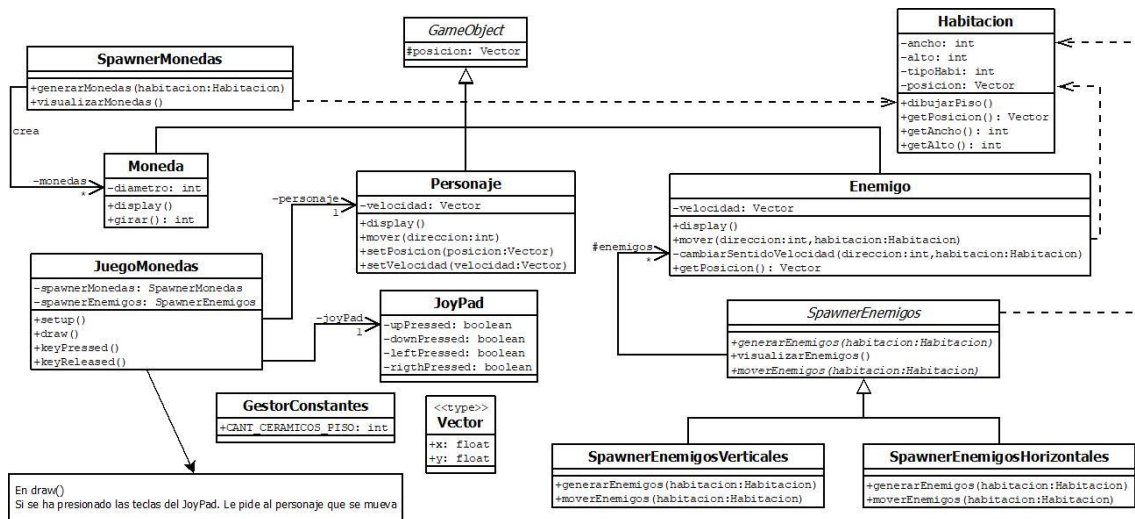 GameObject
#posicion: Vector
Habitacion
-ancho: int
-alto: int
-tipoHabi: int
-posicion: Vector
+dibujarPiso()
+getPosicion(): Vector
+getAncho(): int
+getAlto(): int
SpawnerMonedas
+generarMonedas(habitacion:Habitacion)
+visualizarMonedas()
crea
-monedas
*
Moneda
-diametro: int
+display()
+girar(): int
-personaje
1
Personaje
-velocidad: Vector
+display()
+mover(direccion:int)
+setPosicion(posicion:Vector)
+setVelocidad(velocidad:Vector)
#enemigos
*
Enemigo
-velocidad: Vector
+display()
+mover(direccion:int,habitacion:Habitacion)
-cambiarSentidoVelocidad(direccion:int,habitacion:Habitacion)
+getPosicion(): Vector
JuegoMonedas
-spawnerMonedas: SpawnerMonedas
-spawnerEnemigos: SpawnerEnemigos
+setup()
+draw()
+keyPressed()
+keyReleased()
-joyPad
1
JoyPad
-upPressed: boolean
-downPressed: boolean
-leftPressed: boolean
-rigthPressed: boolean
SpawnerEnemigos
+generarEnemigos(habitacion:Habitacion)
+visualizarEnemigos()
+moverEnemigos(habitacion:Habitacion)
GestorConstantes
+CANT_CERAMICOS_PISO: int
<<type>>
Vector
+x: float
+y: float
SpawnerEnemigosVerticales
+generarEnemigos(habitacion:Habitacion)
+moverEnemigos(habitacion:Habitacion)
SpawnerEnemigosHorizontales
+generarEnemigos(habitacion:Habitacion)
+moverEnemigos(habitacion:Habitacion)
En draw()
Si se ha presionado las teclas del JoyPad. Le pide al personaje que se mueva